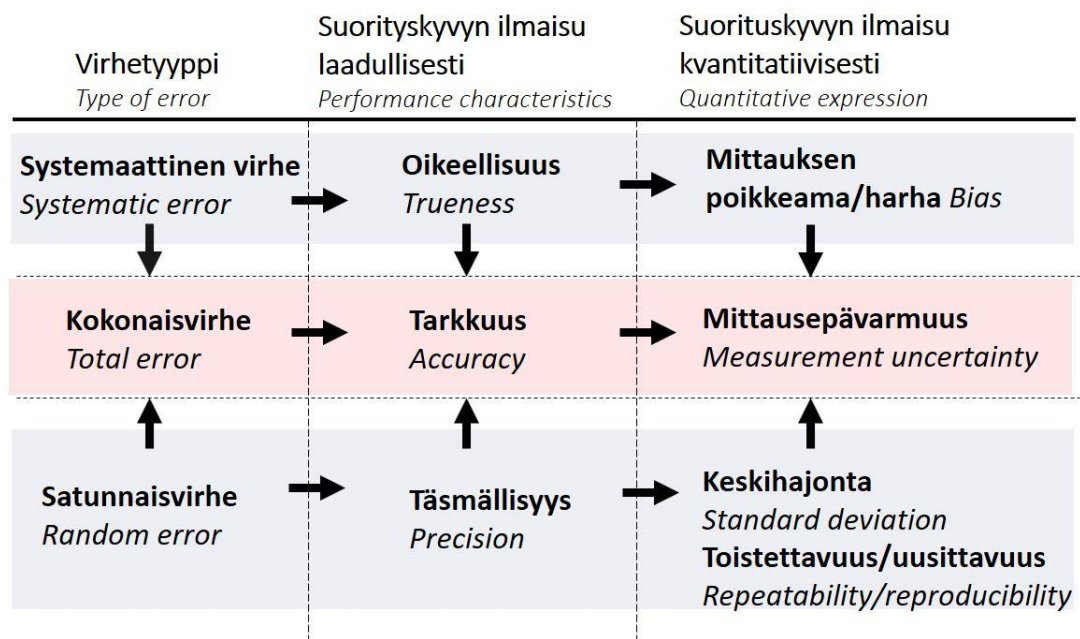 Virhetyyppi
Type of error
Suorityskyvyn ilmaisu
laadullisesti
Performance characteristics
Suorituskyvyn ilmaisu
kvantitatiivisesti
Quantitative expression
Systemaattinen virhe
Systematic error
Oikeellisuus
Trueness
Mittauksen
poikkeama/harha Bias
Kokonaisvirhe
Total error
Tarkkuus
Accuracy
Mittausepävarmuus
Measurement uncertainty
Satunnaisvirhe
Random error
Täsmällisyys
Precision
Keskihajonta
Standard deviation
Toistettavuus/uusittavuus
Repeatability/reproducibility